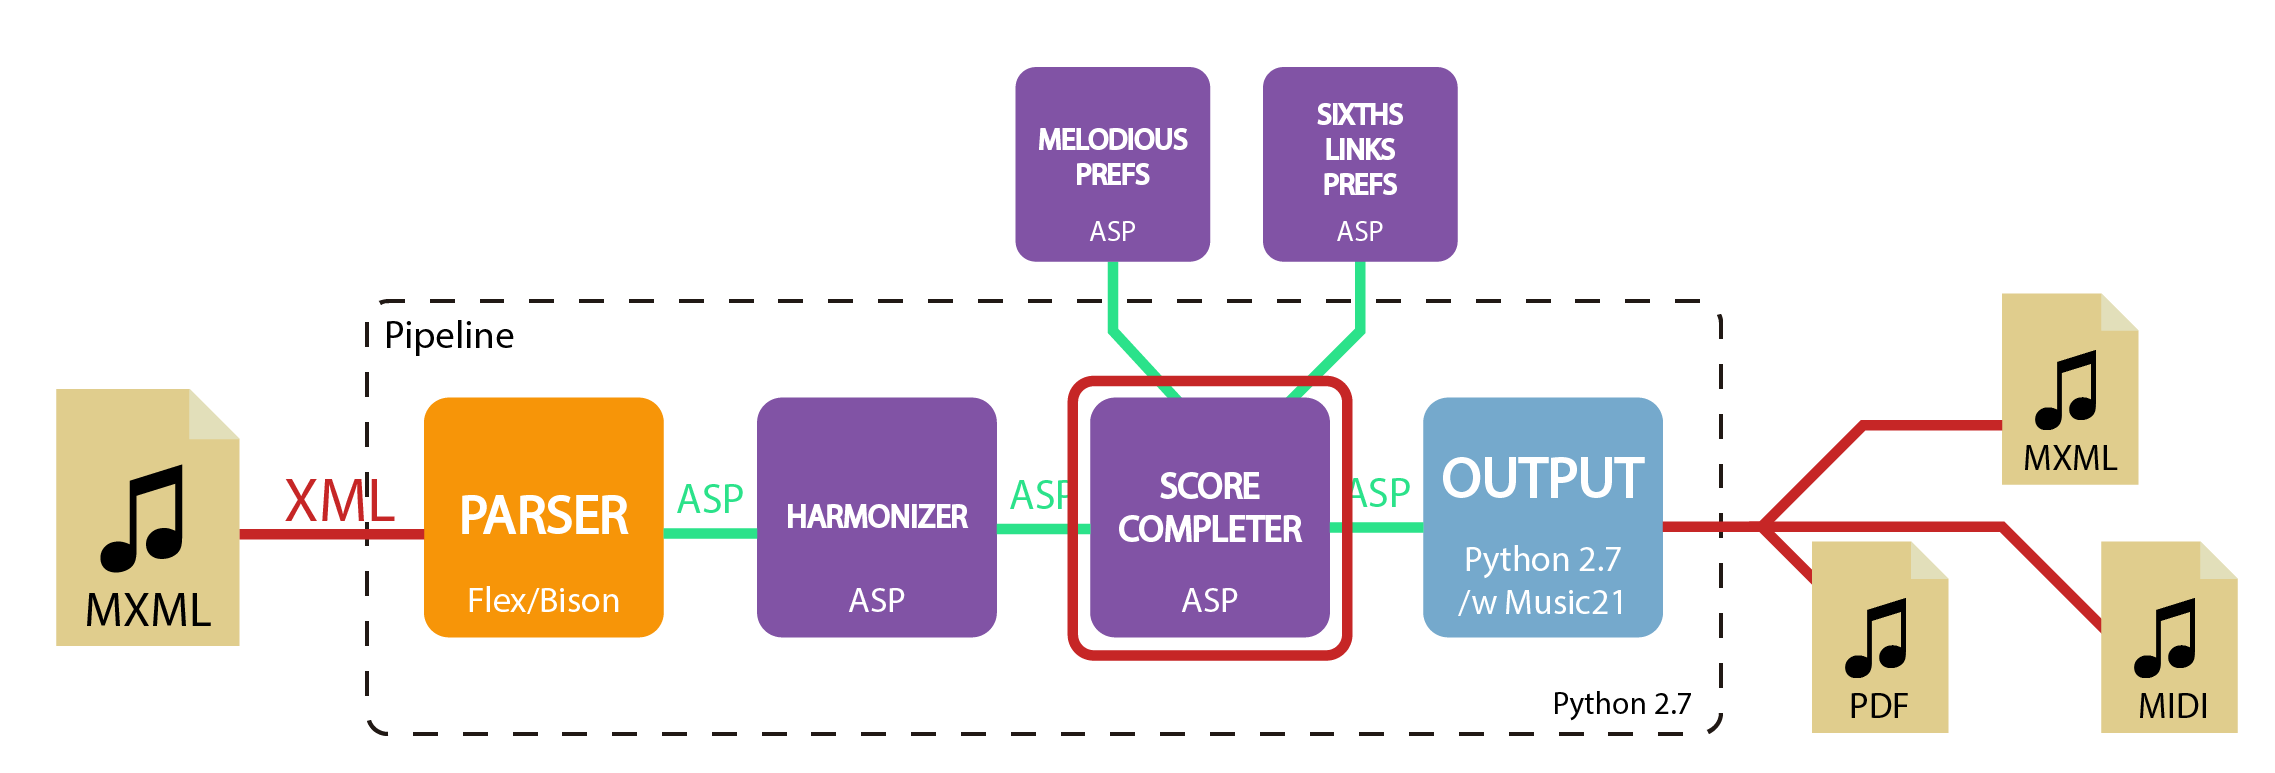 MELODIOUS
PREFS
ASP
SIXTHS
LINKS
PREFS
ASP
Pipeline
MXML
XML
PARSER
Flex/Bison
ASP
HARMONIZER
ASP
ASP
SCORE
COMPLETER
ASP
ASP
OUTPUT
Python 2.7
/w Music21
Python 2.7
MXML
PDF
MIDI